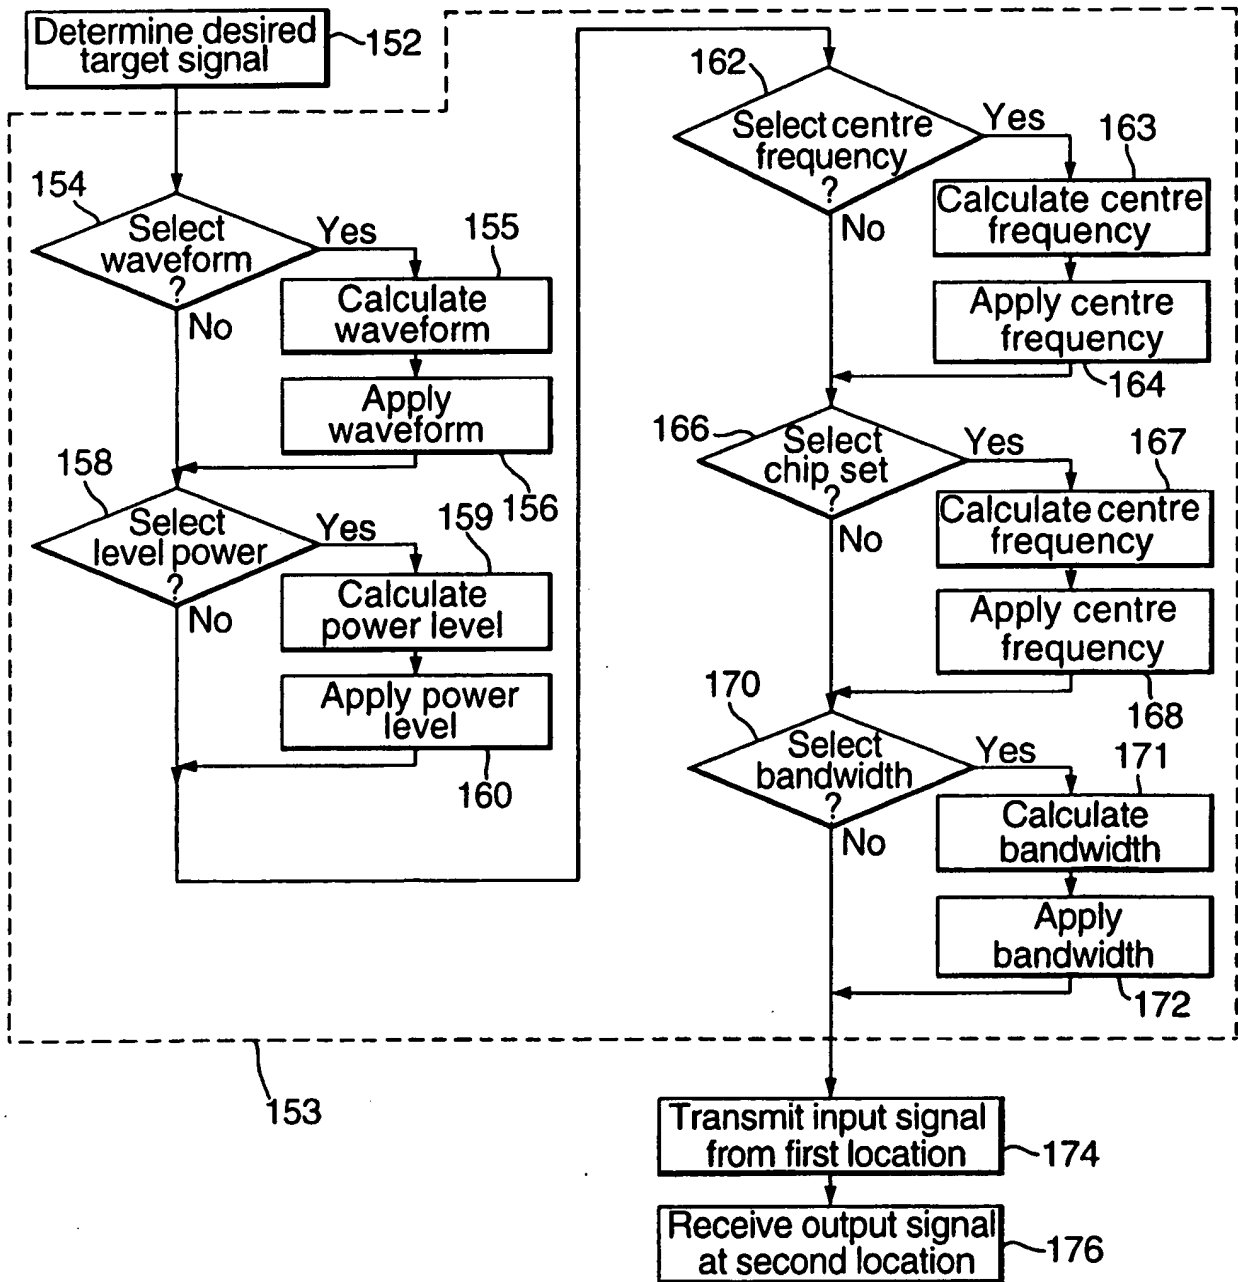 Determine desired
target signal
152
154
Select
waveform
?
Yes
No
155
Calculate
waveform
Apply
waveform
156
158
Select
level power
?
Yes
No
159
Calculate
power level
Apply power
level
160
162
Select centre
frequency
?
Yes
No
163
Calculate centre
frequency
Apply centre
frequency
164
166
Select
chip set
?
Yes
No
167
Calculate centre
frequency
Apply centre
frequency
168
170
Select
bandwidth
?
Yes
No
171
Calculate
bandwidth
Apply
bandwidth
172
153
Transmit input signal
from first location
174
Receive output signal
at second location
176